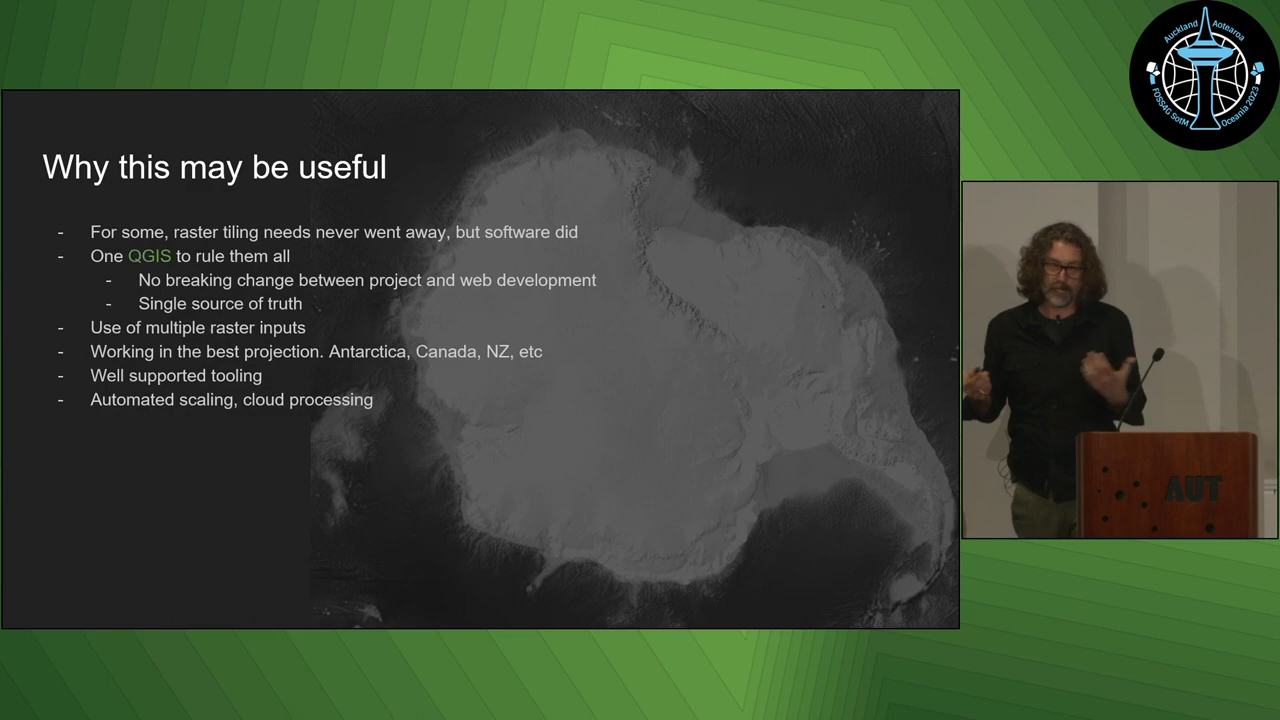 Auckland Aotearoa
FOSS4G SotM Oceania 2023
Why this may be useful
- For some, raster tiling needs never went away, but software did
- One QGIS to rule them all
- No breaking change between project and web development
- Single source of truth
- Use of multiple raster inputs
- Working in the best projection. Antarctica, Canada, NZ, etc
- Well supported tooling
- Automated scaling, cloud processing
AUT